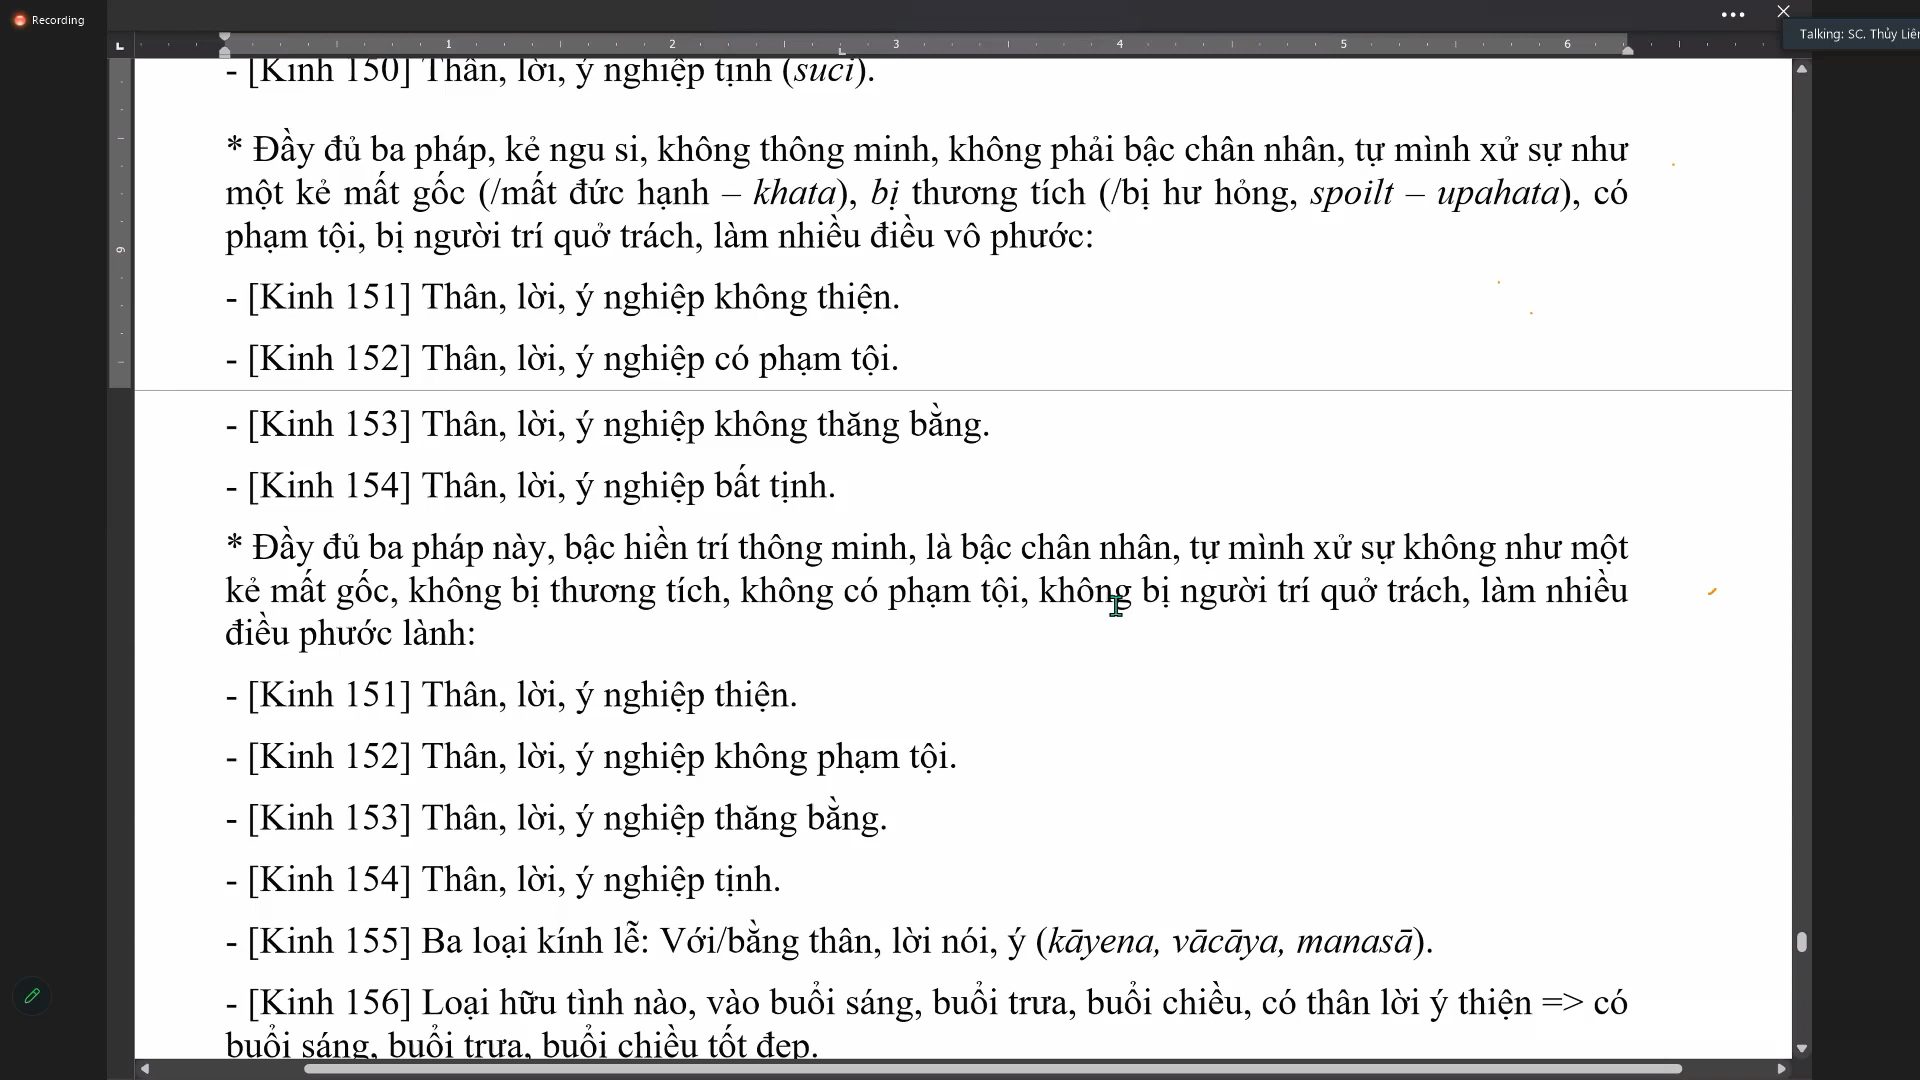 Recording
Talking: SC. Thủy Liên
1 2 3 4 5 6
- [Kinh 150] Thân, lời, ý nghiệp tịnh (suci).
* Đầy đủ ba pháp, kẻ ngu si, không thông minh, không phải bậc chân nhân, tự mình xử sự như
một kẻ mất gốc (/mất đức hạnh – khata), bị thương tích (/bị hư hỏng, spoilt – upahata), có
phạm tội, bị người trí quở trách, làm nhiều điều vô phước:
- [Kinh 151] Thân, lời, ý nghiệp không thiện.
- [Kinh 152] Thân, lời, ý nghiệp có phạm tội.
- [Kinh 153] Thân, lời, ý nghiệp không thăng bằng.
- [Kinh 154] Thân, lời, ý nghiệp bất tịnh.
* Đầy đủ ba pháp này, bậc hiền trí thông minh, là bậc chân nhân, tự mình xử sự không như một
kẻ mất gốc, không bị thương tích, không có phạm tội, không bị người trí quở trách, làm nhiều
điều phước lành:
- [Kinh 151] Thân, lời, ý nghiệp thiện.
- [Kinh 152] Thân, lời, ý nghiệp không phạm tội.
- [Kinh 153] Thân, lời, ý nghiệp thăng bằng.
- [Kinh 154] Thân, lời, ý nghiệp tịnh.
- [Kinh 155] Ba loại kính lễ: Với/bằng thân, lời nói, ý (kāyena, vācāya, manasā).
- [Kinh 156] Loại hữu tình nào, vào buổi sáng, buổi trưa, buổi chiều, có thân lời ý thiện => có
buổi sáng, buổi trưa, buổi chiều tốt đẹp.